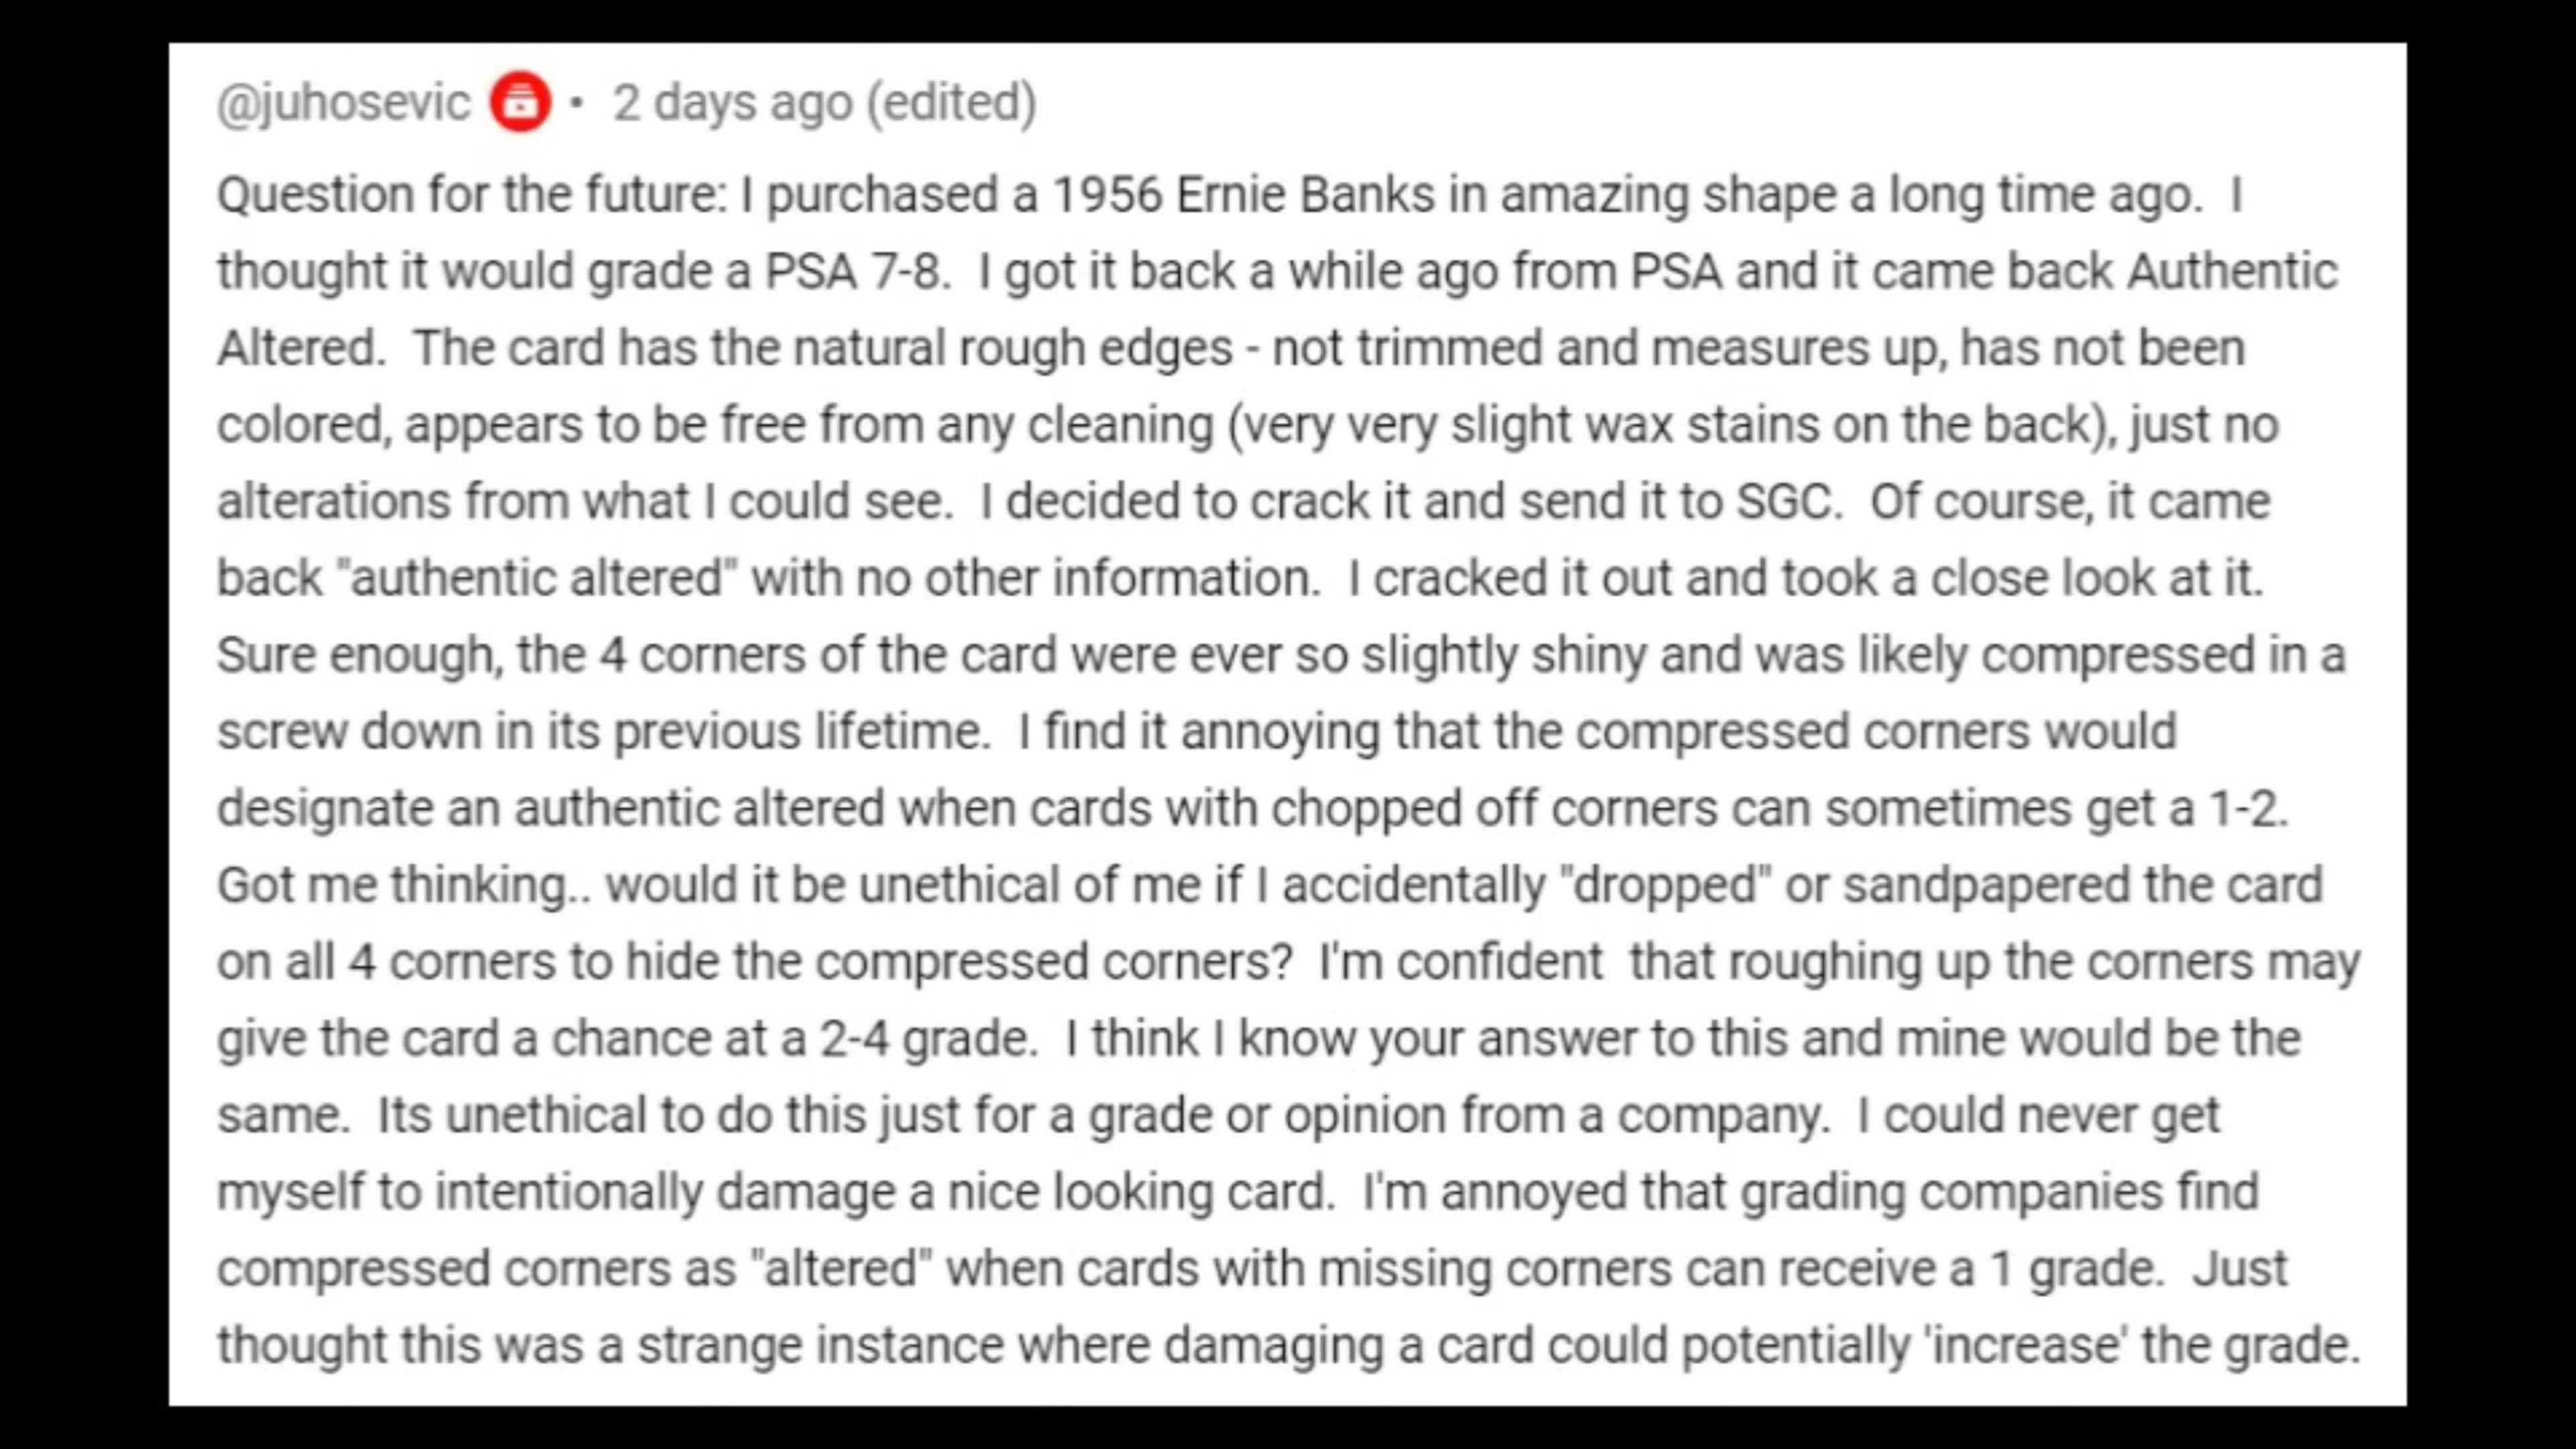 @juhosevic • 2 days ago (edited)
Question for the future: I purchased a 1956 Ernie Banks in amazing shape a long time ago. I
thought it would grade a PSA 7-8. I got it back a while ago from PSA and it came back Authentic
Altered. The card has the natural rough edges - not trimmed and measures up, has not been
colored, appears to be free from any cleaning (very very slight wax stains on the back), just no
alterations from what I could see. I decided to crack it and send it to SGC. Of course, it came
back "authentic altered" with no other information. I cracked it out and took a close look at it.
Sure enough, the 4 corners of the card were ever so slightly shiny and was likely compressed in a
screw down in its previous lifetime. I find it annoying that the compressed corners would
designate an authentic altered when cards with chopped off corners can sometimes get a 1-2.
Got me thinking.. would it be unethical of me if I accidentally "dropped" or sandpapered the card
on all 4 corners to hide the compressed corners? I'm confident that roughing up the corners may
give the card a chance at a 2-4 grade. I think I know your answer to this and mine would be the
same. Its unethical to do this just for a grade or opinion from a company. I could never get
myself to intentionally damage a nice looking card. I'm annoyed that grading companies find
compressed corners as "altered" when cards with missing corners can receive a 1 grade. Just
thought this was a strange instance where damaging a card could potentially 'increase' the grade.